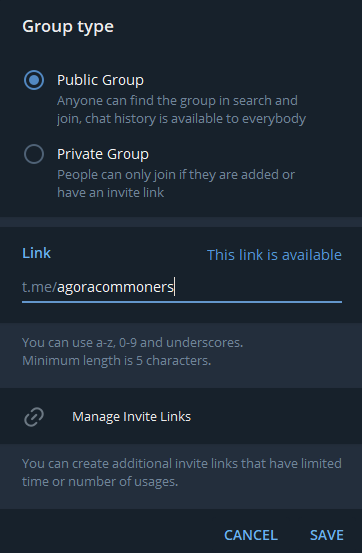 Group type
Public Group
Anyone can find the group in search and
join, chat history is available to everybody
Private Group
People can only join if they are added or
have an invite link
Link
This link is available
t.me/agoracommoners
You can use a-z, 0-9 and underscores.
Minimum length is 5 characters.
Manage Invite Links
You can create additional invite links that have limited
time or number of usages.
CANCEL
SAVE